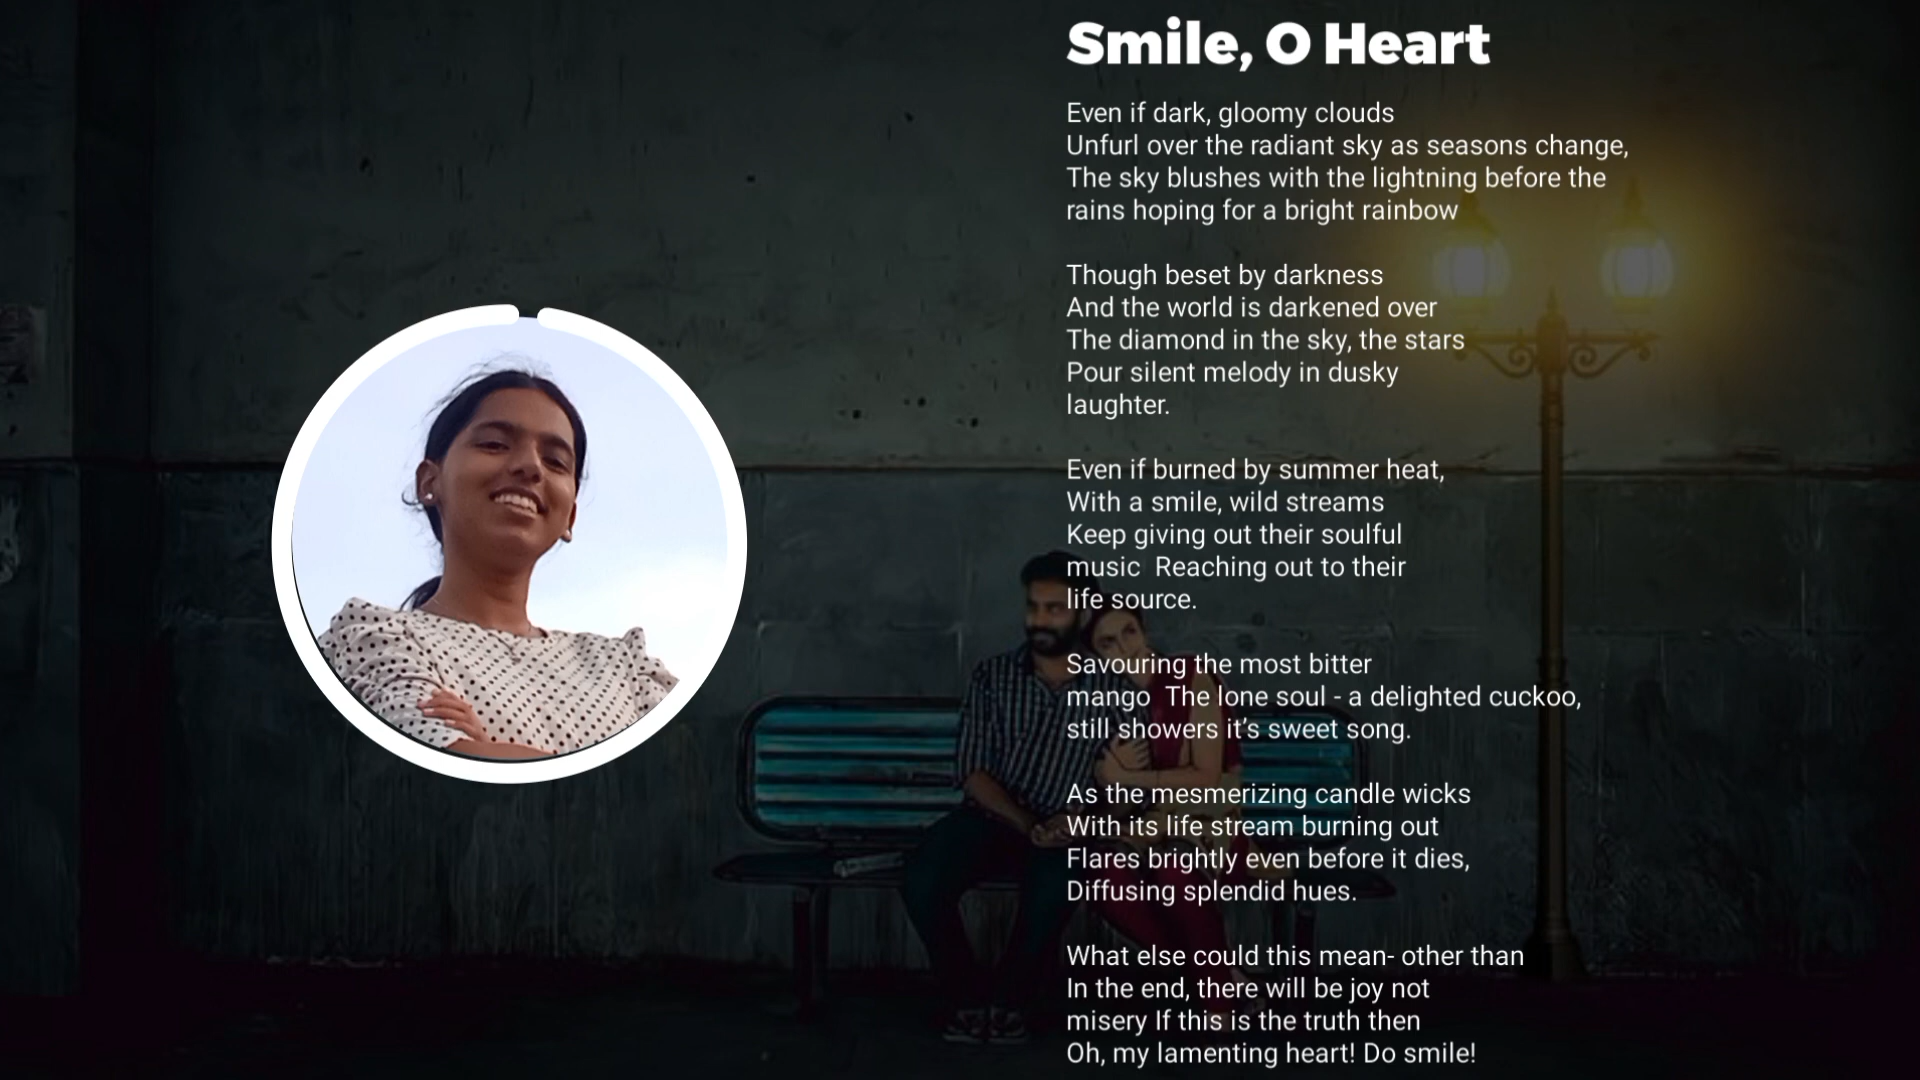 Smile, O Heart
Even if dark, gloomy clouds
Unfurl over the radiant sky as seasons change,
The sky blushes with the lightning before the
rains hoping for a bright rainbow
Though beset by darkness
And the world is darkened over
The diamond in the sky, the stars
Pour silent melody in dusky
laughter.
Even if burned by summer heat,
With a smile, wild streams
Keep giving out their soulful
music  Reaching out to their
life source.
Savouring the most bitter
mango  The lone soul - a delighted cuckoo,
still showers it’s sweet song.
As the mesmerizing candle wicks
With its life stream burning out
Flares brightly even before it dies,
Diffusing splendid hues.
What else could this mean- other than
In the end, there will be joy not
misery If this is the truth then
Oh, my lamenting heart! Do smile!